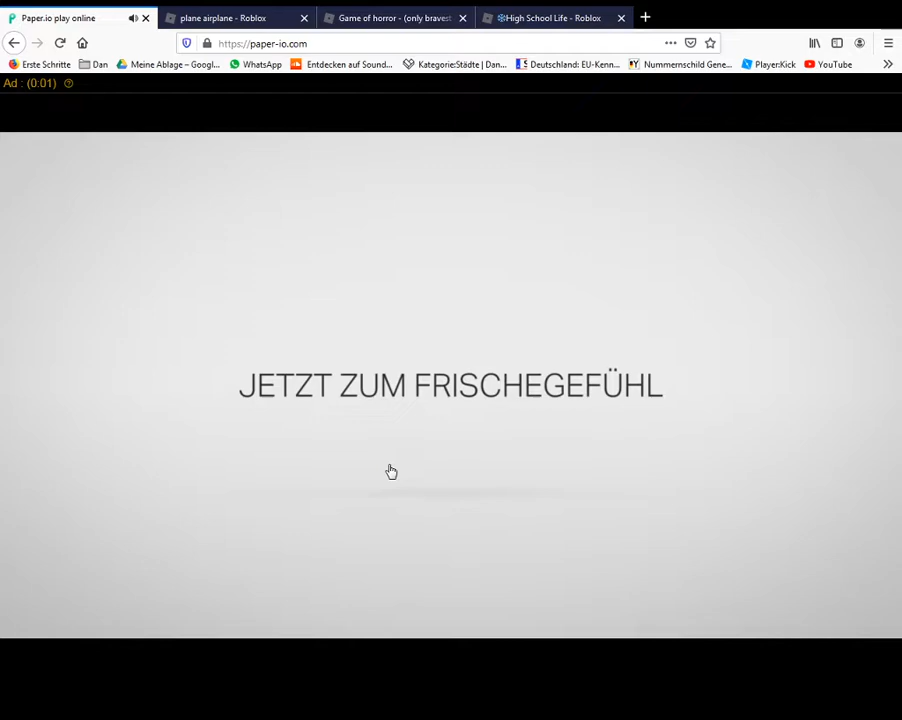 Paper.io play online
plane airplane - Roblox
Game of horror - (only bravest
❄High School Life - Roblox
https://paper-io.com
Erste Schritte
Dan
Meine Ablage – Googl...
WhatsApp
Entdecken auf Sound...
Kategorie:Städte | Dan...
Deutschland: EU-Kenn...
Nummernschild Gene...
Player:Kick
YouTube
Ad : (0:01)
JETZT ZUM FRISCHEGEFÜHL